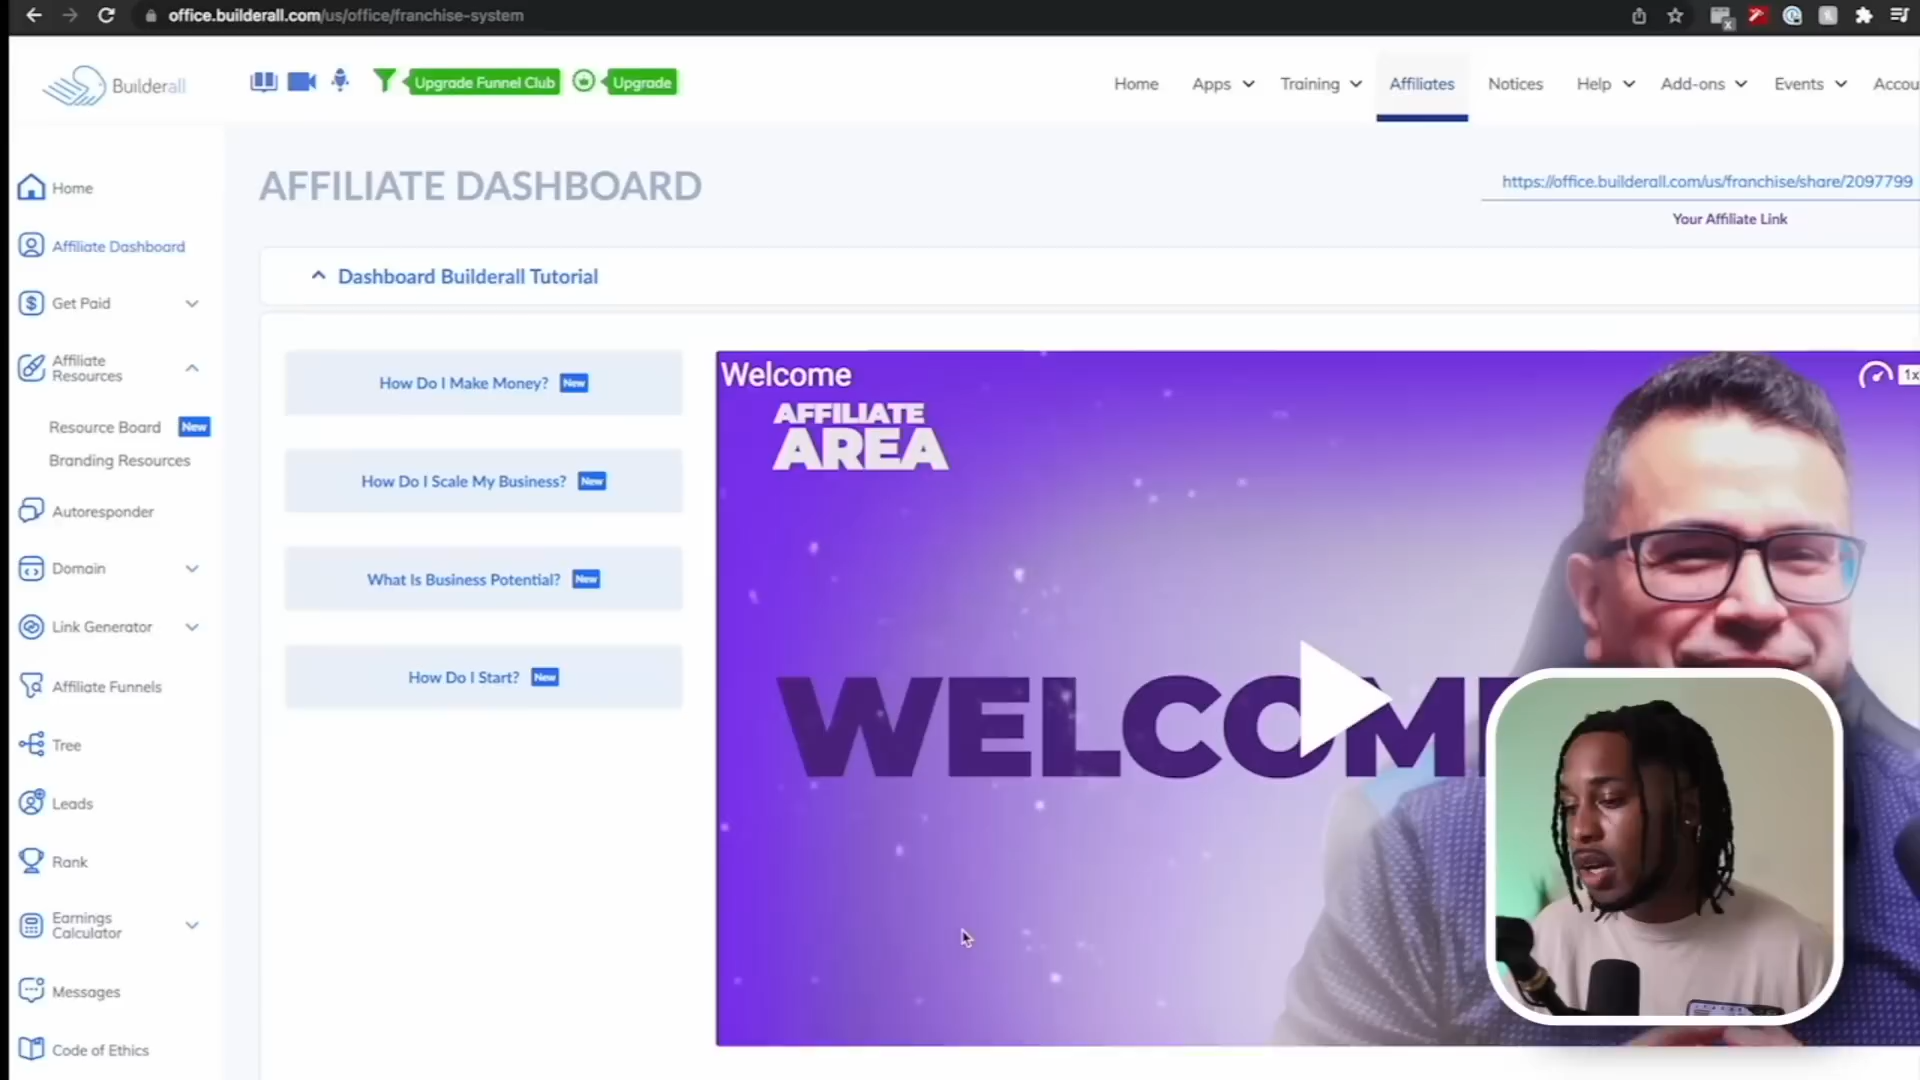 office.builderall.com/us/office/franchise-system
Builderall
Upgrade Funnel Club
Upgrade
Home
Apps
Training
Affiliates
Notices
Help
Add-ons
Events
Accou
Home
Affiliate Dashboard
Get Paid
Affiliate
Resources
Resource Board New
Branding Resources
Autoresponder
Domain
Link Generator
Affiliate Funnels
Tree
Leads
Rank
Earnings
Calculator
Messages
Code of Ethics
AFFILIATE DASHBOARD
https://office.builderall.com/us/franchise/share/2097799
Your Affiliate Link
Dashboard Builderall Tutorial
How Do I Make Money? New
How Do I Scale My Business? New
What Is Business Potential? New
How Do I Start? New
Welcome
1x
AFFILIATE
AREA
WELCOM